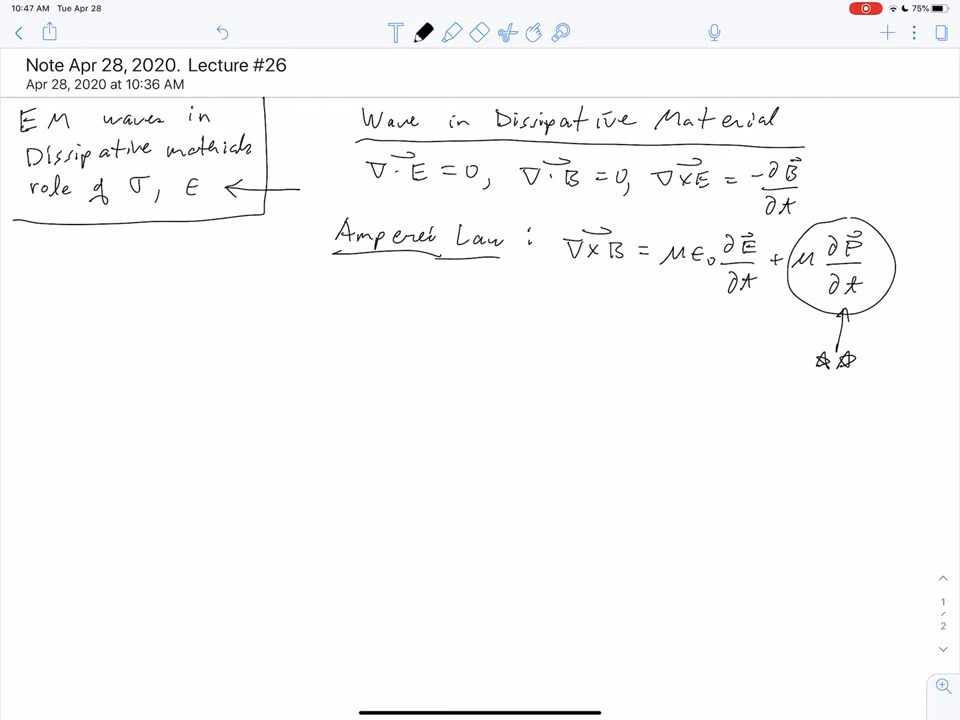 10:47 AM Tue Apr 28
75%
T
Note Apr 28, 2020. Lecture #26
Apr 28, 2020 at 10:36 AM
EM waves in
Dissipative materials
role of σ, ε ←
Wave in Dissipative Material
∇·E⃗ = 0, ∇·B⃗ = 0, ∇×E⃗ = -∂B⃗/∂t
Amperes Law : ∇×B⃗ = με₀ ∂E⃗/∂t + μ ∂P⃗/∂t
☆☆
1
/
2